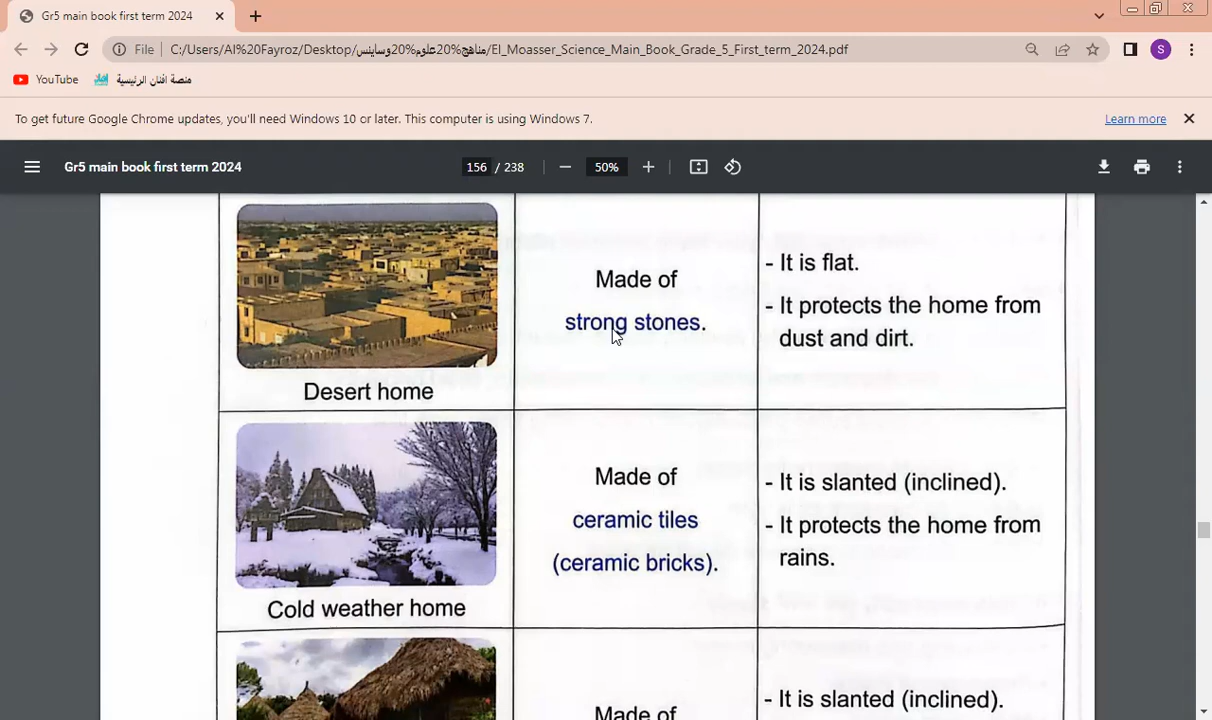 Gr5 main book first term 2024
File
C:/Users/Al%20Fayroz/Desktop/مناهج%20علوم%20وساينس/El_Moasser_Science_Main_Book_Grade_5_First_term_2024.pdf
S
YouTube
منصة افنان الرئيسية
To get future Google Chrome updates, you'll need Windows 10 or later. This computer is using Windows 7.
Learn more
Gr5 main book first term 2024
156 / 238
50%
Made of
strong stones.
- It is flat.
- It protects the home from
dust and dirt.
Desert home
Made of
ceramic tiles
(ceramic bricks).
- It is slanted (inclined).
- It protects the home from
rains.
Cold weather home
Made of
- It is slanted (inclined).